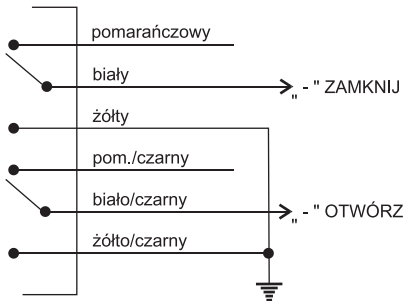 pomarańczowy
biały
„ - " ZAMKNIJ
żółty
pom./czarny
biało/czarny
„ - " OTWÓRZ
żółto/czarny